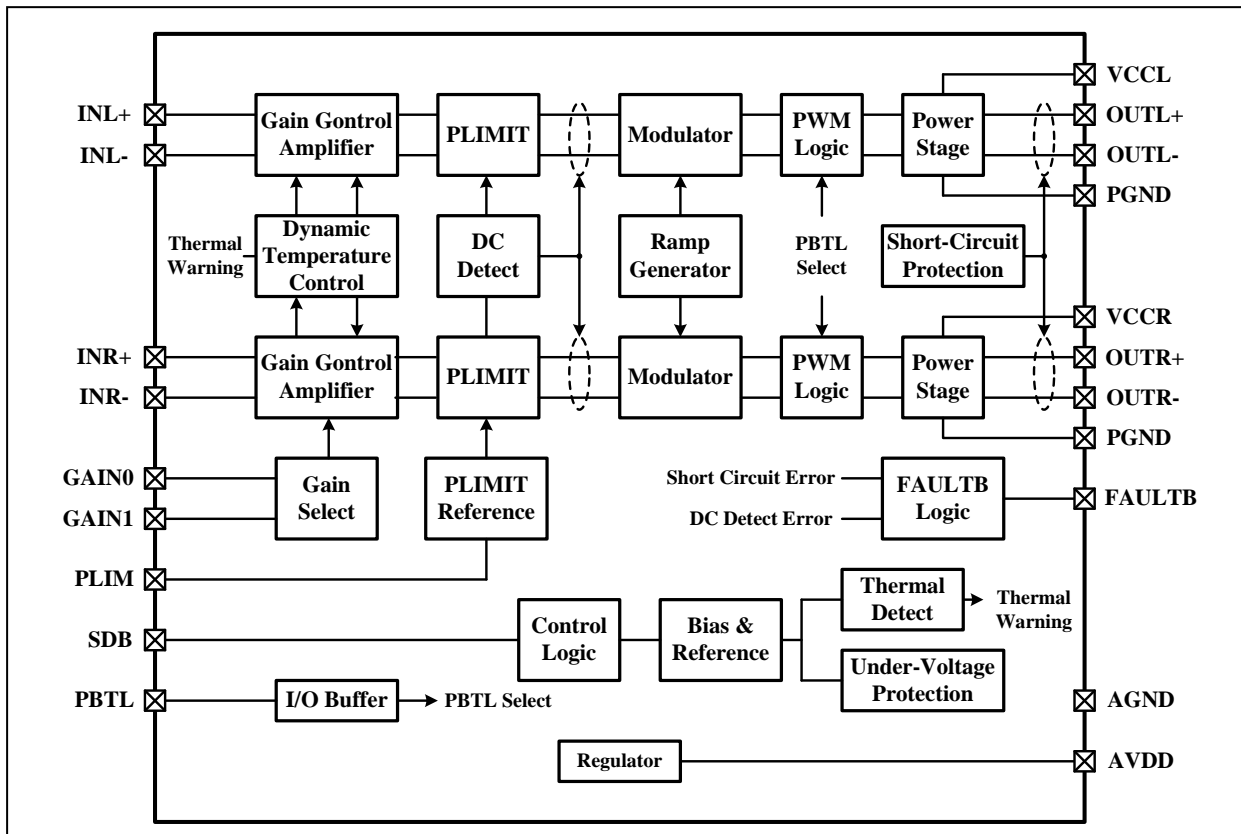 VCCL
INL+
Gain Gontrol
Amplifier
PLIMIT
Modulator
PWM
Logic
Power
Stage
OUTL+
INL-
OUTL-
PGND
Thermal
Warning
Dynamic
Temperature
Control
DC
Detect
Ramp
Generator
PBTL
Select
Short-Circuit
Protection
VCCR
INR+
Gain Gontrol
Amplifier
PLIMIT
Modulator
PWM
Logic
Power
Stage
OUTR+
INR-
OUTR-
PGND
GAIN0
Gain
Select
PLIMIT
Reference
Short Circuit Error
FAULTB
Logic
FAULTB
GAIN1
DC Detect Error
PLIM
Thermal
Detect
Thermal
Warning
SDB
Control
Logic
Bias &
Reference
Under-Voltage
Protection
PBTL
I/O Buffer
PBTL Select
AGND
Regulator
AVDD